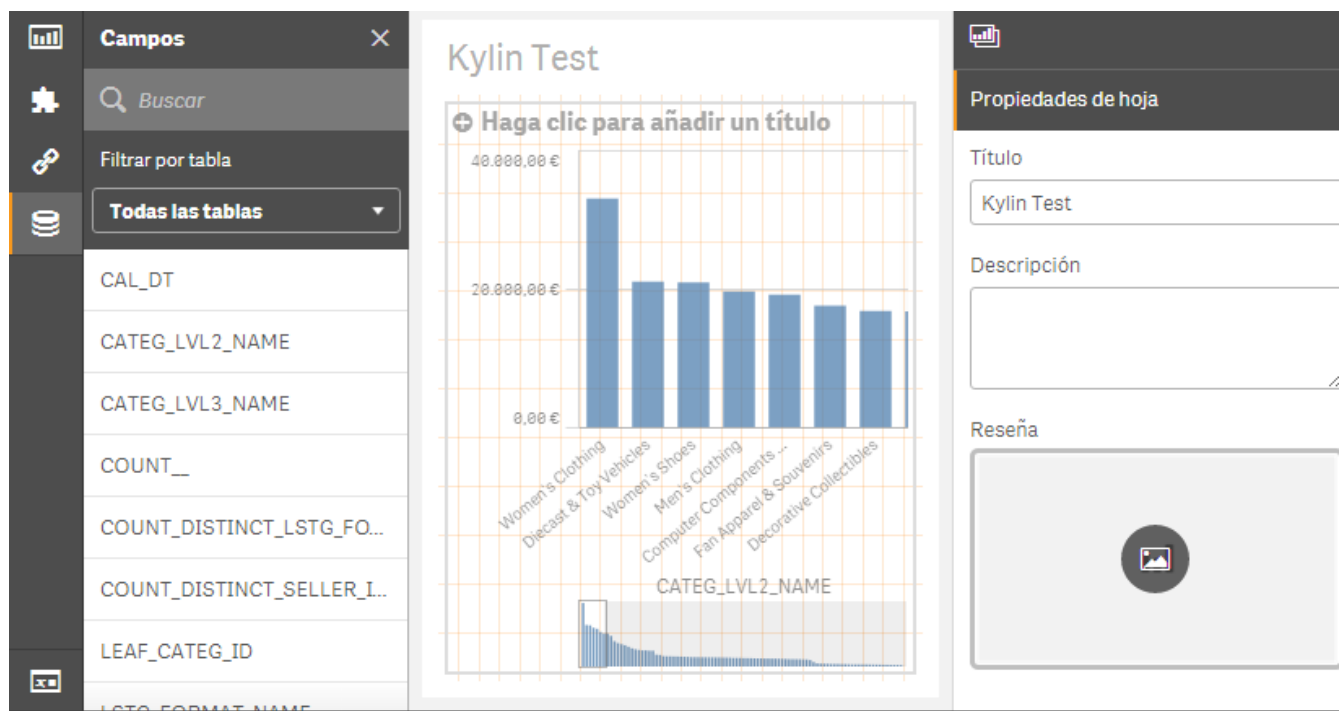 Campos
Buscar
Filtrar por tabla
Todas las tablas
CAL_DT
CATEG_LVL2_NAME
CATEG_LVL3_NAME
COUNT__
COUNT_DISTINCT_LSTG_FO...
COUNT_DISTINCT_SELLER_I...
LEAF_CATEG_ID
LSTG_FORMAT_NAME
Kylin Test
Haga clic para añadir un título
40.000,00 €
20.000,00 €
0,00 €
Women's Clothing
Diecast & Toy Vehicles
Women's Shoes
Men's Clothing
Computer Components ...
Fan Apparel & Souvenirs
Decorative Collectibles
CATEG_LVL2_NAME
Propiedades de hoja
Título
Kylin Test
Descripción
Reseña